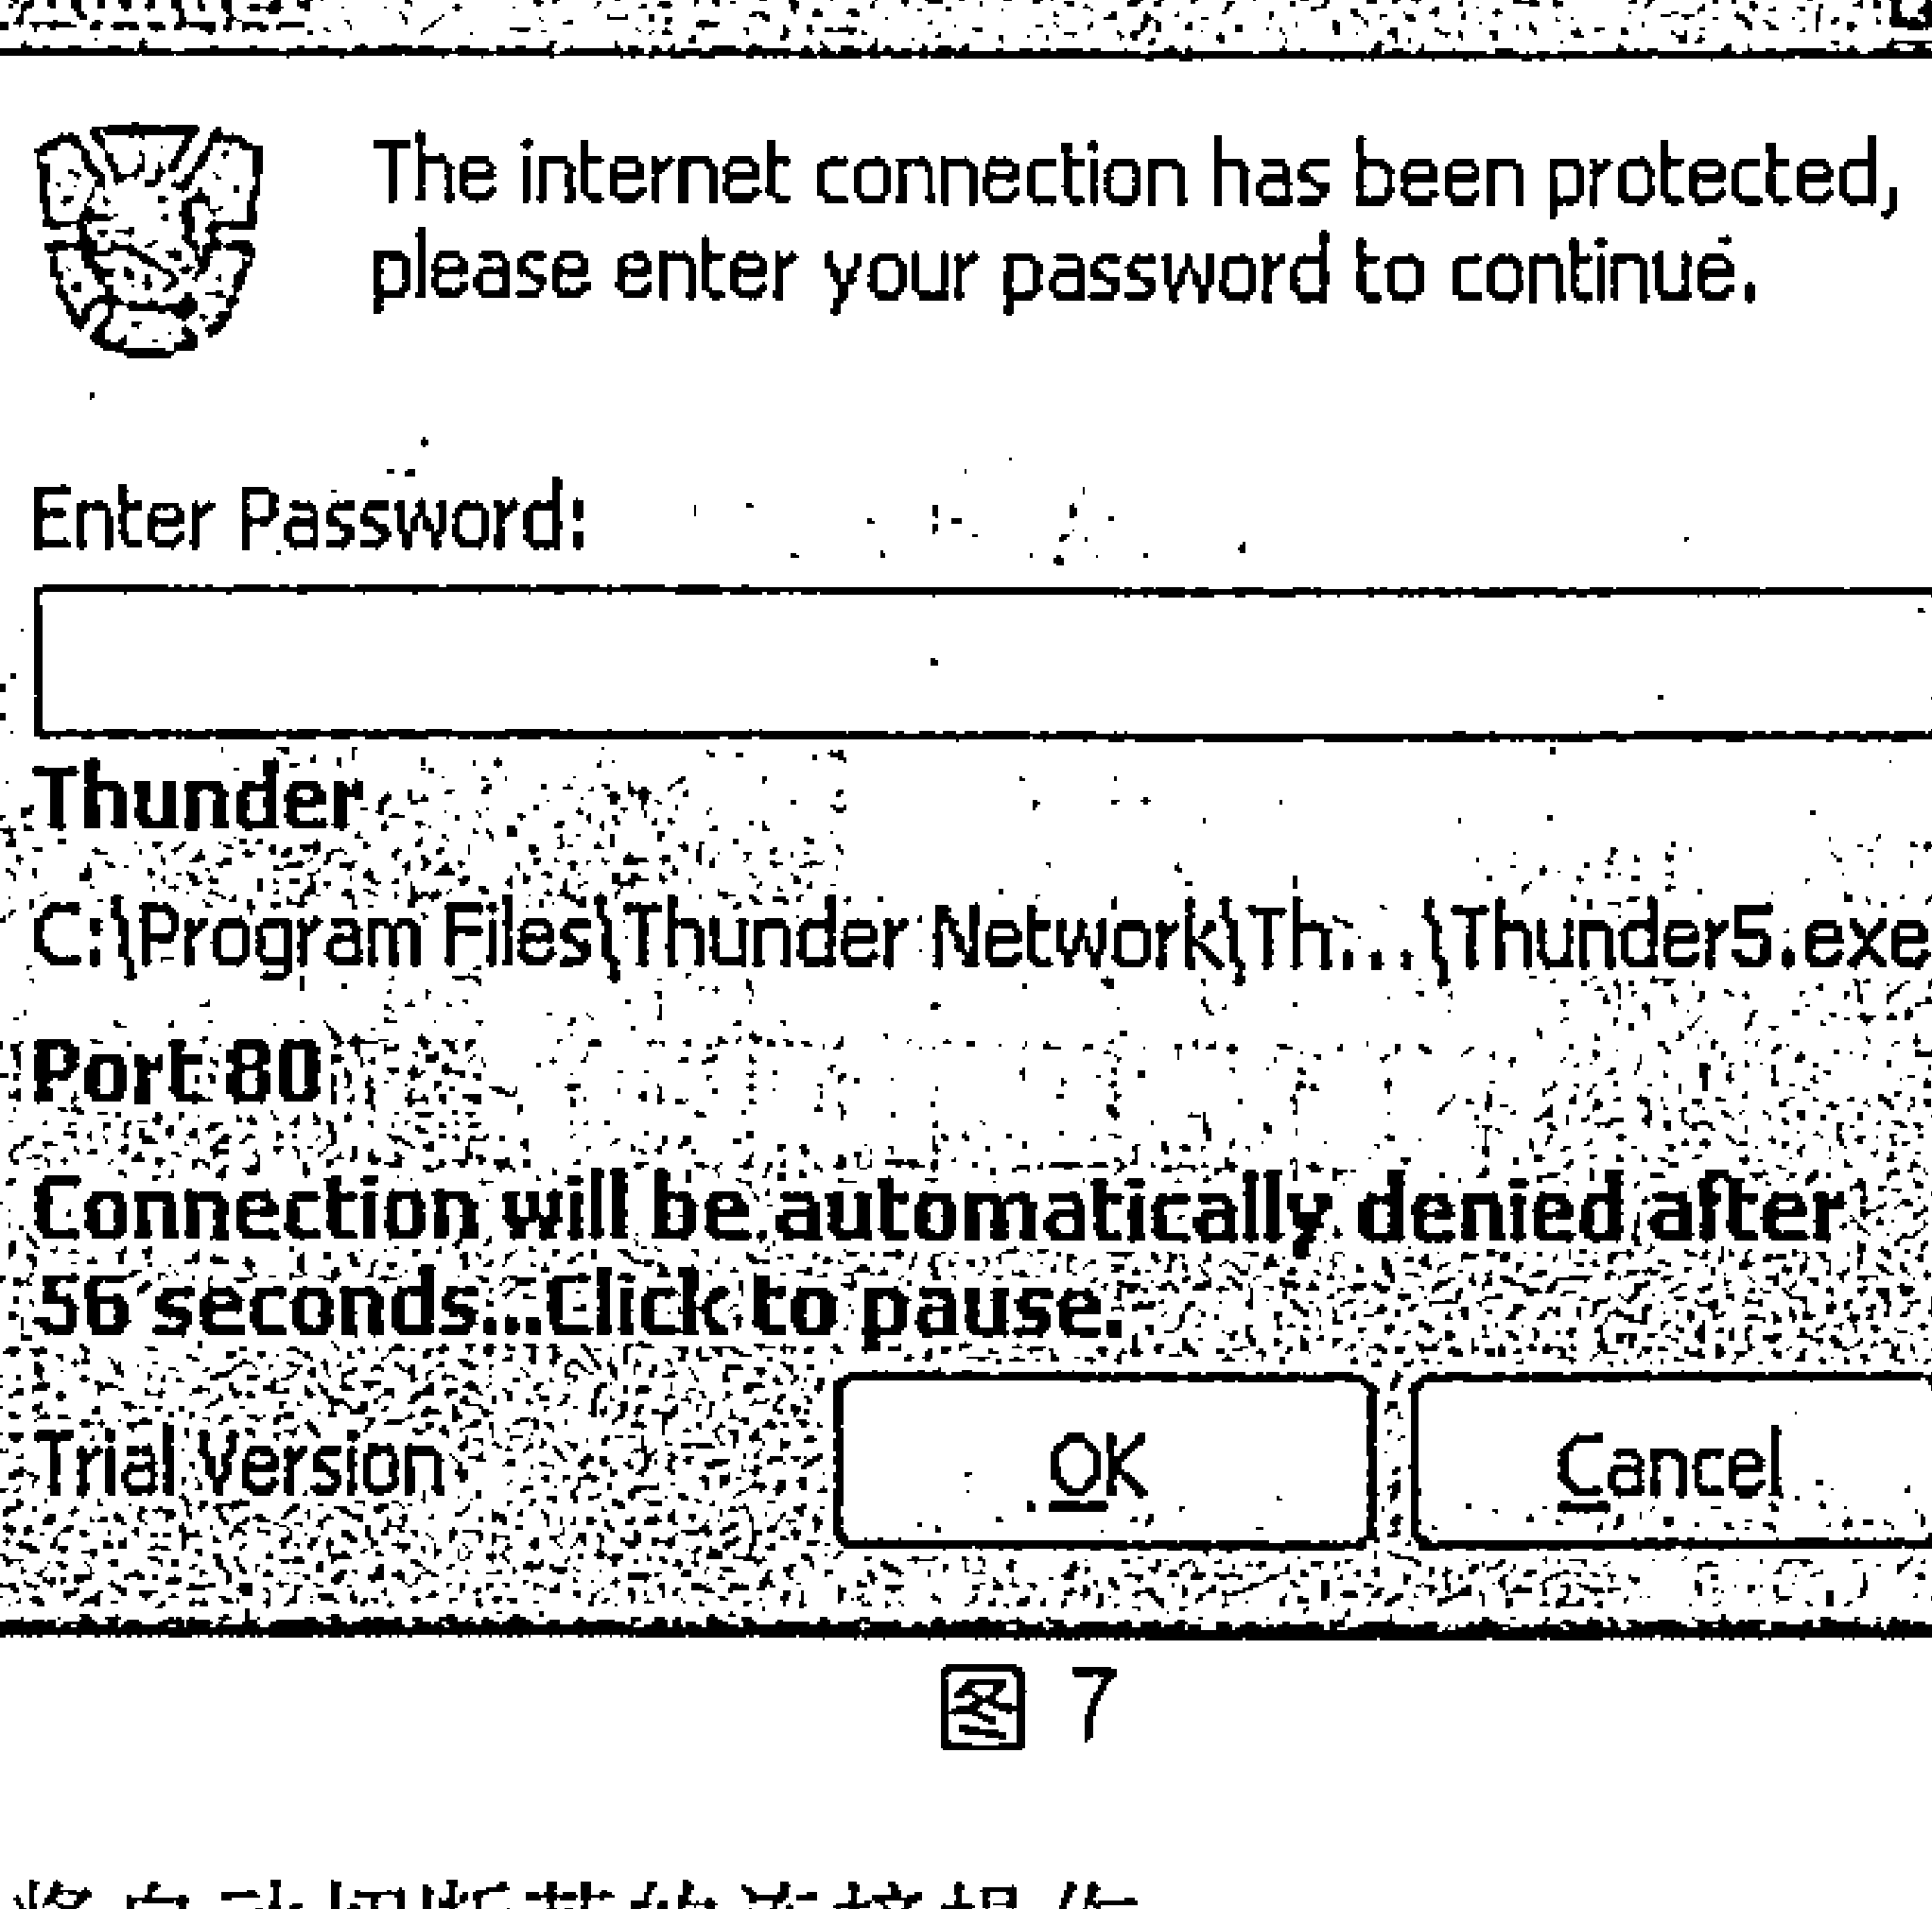 The internet connection has been protected,
please enter your password to continue.
Enter Password:
Thunder
C:\Program Files\Thunder Network\Th...\Thunder5.exe
Port 80
Connection will be automatically denied after
56 seconds...Click to pause.
Trial Version
OK
Cancel
图 7